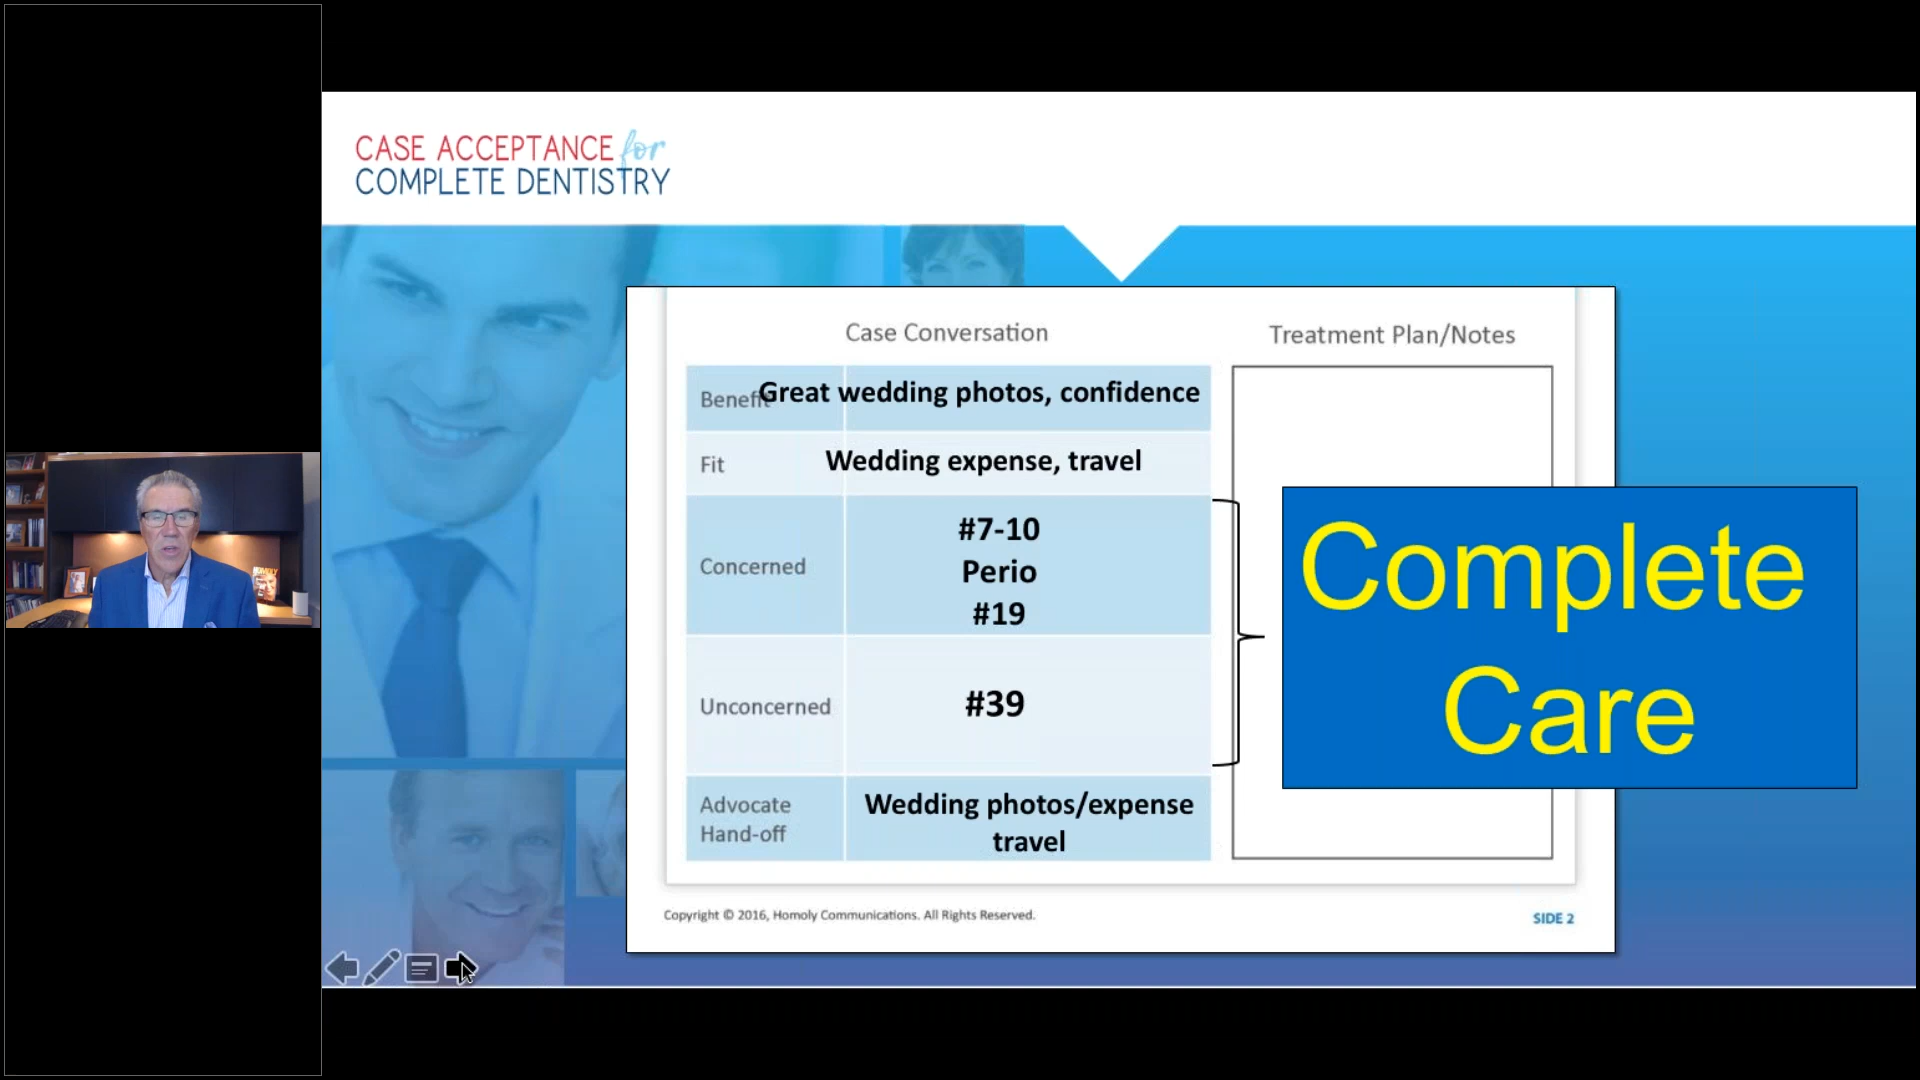 CASE ACCEPTANCE for
COMPLETE DENTISTRY
Case Conversation
Treatment Plan/Notes
Benefit
Great wedding photos, confidence
Fit
Wedding expense, travel
Concerned
#7-10
Perio
#19
Unconcerned
#39
Advocate
Hand-off
Wedding photos/expense
travel
Complete
Care
Copyright © 2016, Homoly Communications. All Rights Reserved.
SIDE 2
HOMOLY